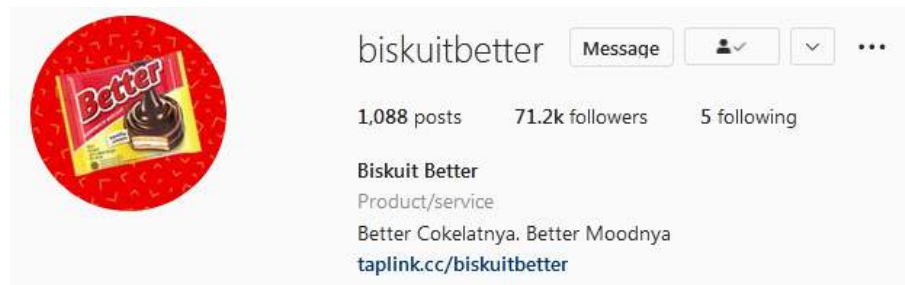 Better
biskuitbetter Message
1,088 posts 71.2k followers 5 following
Biskuit Better
Product/service
Better Cokelatnya. Better Moodnya
taplink.cc/biskuitbetter